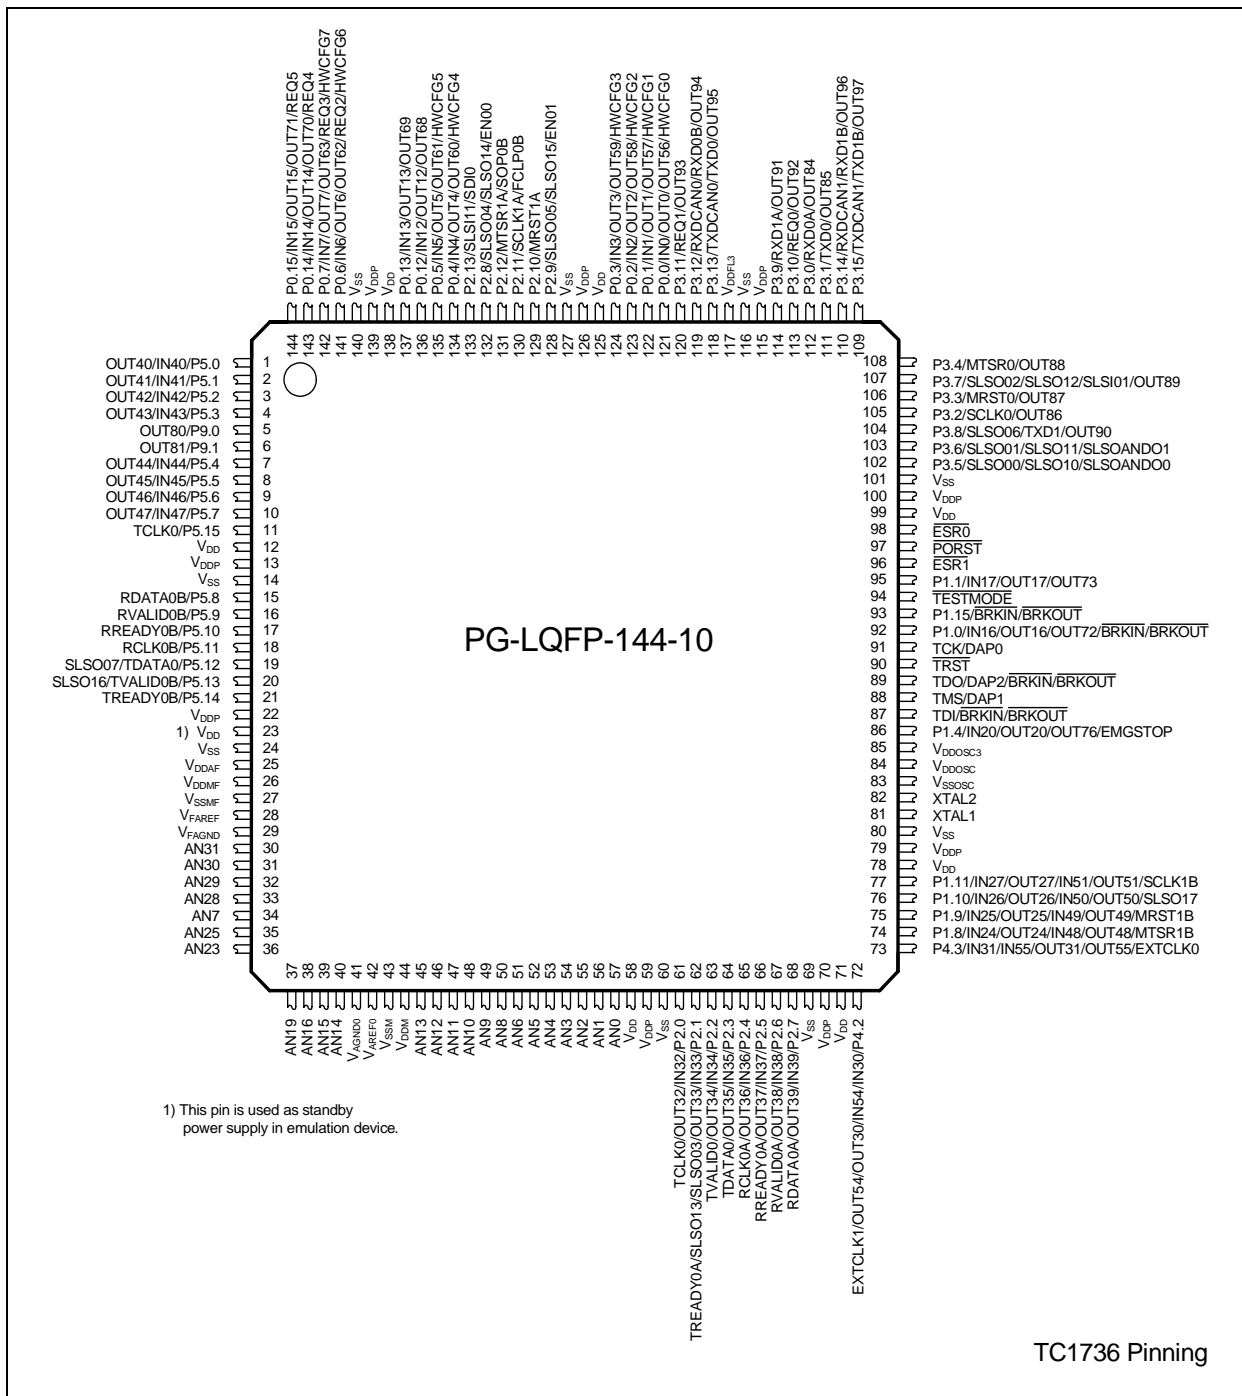 P0.15/IN15/OUT71/REQ5
P0.14/IN14/OUT14/OUT70/REQ4
P0.7/IN7/OUT7/OUT63/REQ3/HWCFG7
P0.6/IN6/OUT6/OUT62/REQ2/HWCFG6
VSS
VDDP
VDD
P0.13/IN13/OUT13/OUT69
P0.12/IN12/OUT12/OUT68
P0.5/IN5/OUT5/OUT61/HWCFG5
P0.4/IN4/OUT4/OUT60/HWCFG4
P2.13/SLSI11/SDI0
P2.8/SLSO04/SLSO14/EN00
P2.12/MTSR1A/SOP0B
P2.11/SCLK1A/FCLP0B
P2.10/MRST1A
P2.9/SLSO05/SLSO15/EN01
VSS
VDDP
VDD
P0.3/IN3/OUT3/OUT59/HWCFG3
P0.2/IN2/OUT2/OUT58/HWCFG2
P0.1/IN1/OUT1/OUT57/HWCFG1
P0.0/IN0/OUT0/OUT56/HWCFG0
P3.11/REQ1/OUT93
P3.12/RXDCAN0/RXD0B/OUT94
P3.13/TXDCAN0/TXD0/OUT95
VDDFL3
VSS
VDDP
P3.9/RXD1A/OUT91
P3.10/REQ0/OUT92
P3.0/RXD0A/OUT84
P3.1/TXD0/OUT85
P3.14/RXDCAN1/RXD1B/OUT96
P3.15/TXDCAN1/TXD1B/OUT97
144 143 142 141 140 139 138 137 136 135 134 133 132 131 130 129 128 127 126 125 124 123 122 121 120 119 118 117 116 115 114 113 112 111 110 109
OUT40/IN40/P5.0 1
OUT41/IN41/P5.1 2
OUT42/IN42/P5.2 3
OUT43/IN43/P5.3 4
OUT80/P9.0 5
OUT81/P9.1 6
OUT44/IN44/P5.4 7
OUT45/IN45/P5.5 8
OUT46/IN46/P5.6 9
OUT47/IN47/P5.7 10
TCLK0/P5.15 11
VDD 12
VDDP 13
VSS 14
RDATA0B/P5.8 15
RVALID0B/P5.9 16
RREADY0B/P5.10 17
RCLK0B/P5.11 18
SLSO07/TDATA0/P5.12 19
SLSO16/TVALID0B/P5.13 20
TREADY0B/P5.14 21
VDDP 22
1) VDD 23
VSS 24
VDDAF 25
VDDMF 26
VSSMF 27
VFAREF 28
VFAGND 29
AN31 30
AN30 31
AN29 32
AN28 33
AN7 34
AN25 35
AN23 36
PG-LQFP-144-10
108 P3.4/MTSR0/OUT88
107 P3.7/SLSO02/SLSO12/SLSI01/OUT89
106 P3.3/MRST0/OUT87
105 P3.2/SCLK0/OUT86
104 P3.8/SLSO06/TXD1/OUT90
103 P3.6/SLSO01/SLSO11/SLSOANDO1
102 P3.5/SLSO00/SLSO10/SLSOANDO0
101 VSS
100 VDDP
99 VDD
98 ESR0
97 PORST
96 ESR1
95 P1.1/IN17/OUT17/OUT73
94 TESTMODE
93 P1.15/BRKIN/BRKOUT
92 P1.0/IN16/OUT16/OUT72/BRKIN/BRKOUT
91 TCK/DAP0
90 TRST
89 TDO/DAP2/BRKIN/BRKOUT
88 TMS/DAP1
87 TDI/BRKIN/BRKOUT
86 P1.4/IN20/OUT20/OUT76/EMGSTOP
85 VDDOSC3
84 VDDOSC
83 VSSOSC
82 XTAL2
81 XTAL1
80 VSS
79 VDDP
78 VDD
77 P1.11/IN27/OUT27/IN51/OUT51/SCLK1B
76 P1.10/IN26/OUT26/IN50/OUT50/SLSO17
75 P1.9/IN25/OUT25/IN49/OUT49/MRST1B
74 P1.8/IN24/OUT24/IN48/OUT48/MTSR1B
73 P4.3/IN31/IN55/OUT31/OUT55/EXTCLK0
37 38 39 40 41 42 43 44 45 46 47 48 49 50 51 52 53 54 55 56 57 58 59 60 61 62 63 64 65 66 67 68 69 70 71 72
AN19
AN16
AN15
AN14
VAGND0
VAREF0
VSSM
VDDM
AN13
AN12
AN11
AN10
AN9
AN8
AN6
AN5
AN4
AN3
AN2
AN1
AN0
VDD
VDDP
VSS
TCLK0/OUT32/IN32/P2.0
TREADY0A/SLSO13/SLSO03/OUT33/IN33/P2.1
TVALID0/OUT34/IN34/P2.2
TDATA0/OUT35/IN35/P2.3
RCLK0A/OUT36/IN36/P2.4
RREADY0A/OUT37/IN37/P2.5
RVALID0A/OUT38/IN38/P2.6
RDATA0A/OUT39/IN39/P2.7
VSS
VDDP
VDD
EXTCLK1/OUT54/OUT30/IN54/IN30/P4.2
1) This pin is used as standby
power supply in emulation device.
TC1736 Pinning